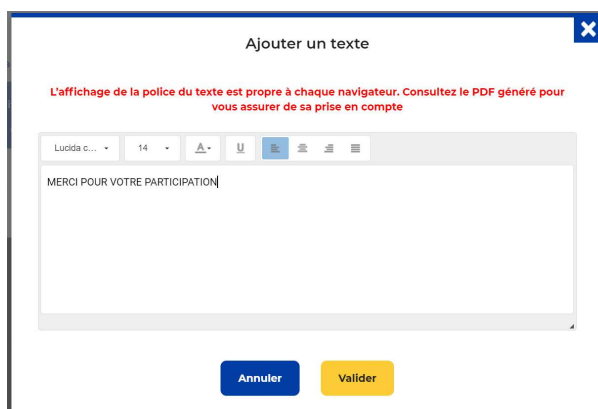 Ajouter un texte
L'affichage de la police du texte est propre à chaque navigateur. Consultez le PDF généré pour
vous assurer de sa prise en compte
Lucida c... 14 A U
MERCI POUR VOTRE PARTICIPATION
Annuler Valider